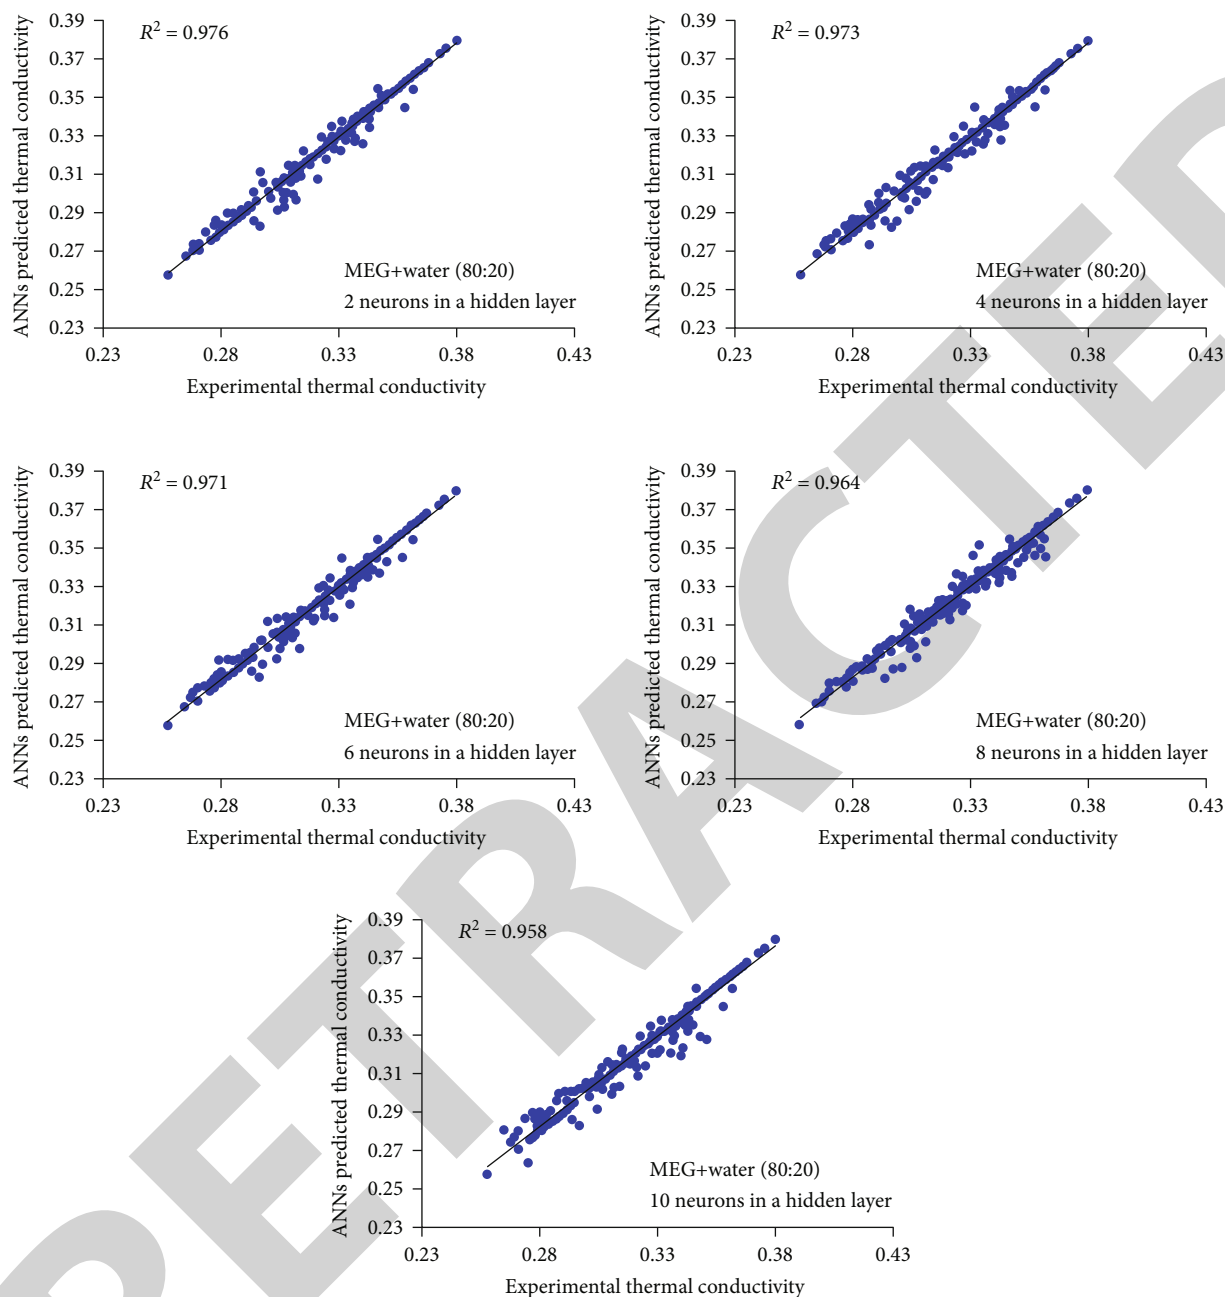 0.39
0.37
0.35
0.33
0.31
0.29
0.27
0.25
0.23
0.23 0.28 0.33 0.38 0.43
ANNs predicted thermal conductivity
Experimental thermal conductivity
R² = 0.976
MEG+water (80:20)
2 neurons in a hidden layer
0.39
0.37
0.35
0.33
0.31
0.29
0.27
0.25
0.23
0.23 0.28 0.33 0.38 0.43
ANNs predicted thermal conductivity
Experimental thermal conductivity
R² = 0.973
MEG+water (80:20)
4 neurons in a hidden layer
0.39
0.37
0.35
0.33
0.31
0.29
0.27
0.25
0.23
0.23 0.28 0.33 0.38 0.43
ANNs predicted thermal conductivity
Experimental thermal conductivity
R² = 0.971
MEG+water (80:20)
6 neurons in a hidden layer
0.39
0.37
0.35
0.33
0.31
0.29
0.27
0.25
0.23
0.23 0.28 0.33 0.38 0.43
ANNs predicted thermal conductivity
Experimental thermal conductivity
R² = 0.964
MEG+water (80:20)
8 neurons in a hidden layer
0.39
0.37
0.35
0.33
0.31
0.29
0.27
0.25
0.23
0.23 0.28 0.33 0.38 0.43
ANNs predicted thermal conductivity
Experimental thermal conductivity
R² = 0.958
MEG+water (80:20)
10 neurons in a hidden layer
RETRACTED